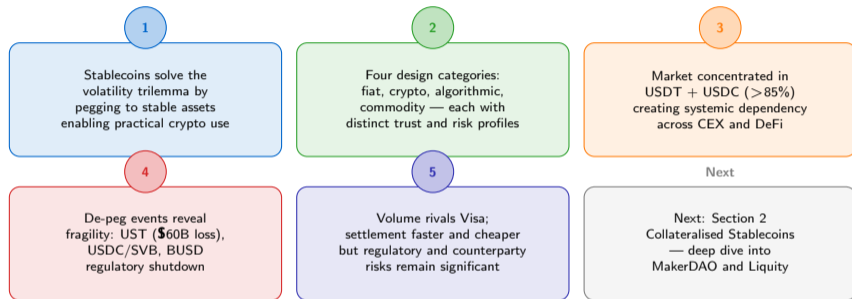 1
Stablecoins solve the
volatility trilemma by
pegging to stable assets
enabling practical crypto use
2
Four design categories:
fiat, crypto, algorithmic,
commodity — each with
distinct trust and risk profiles
3
Market concentrated in
USDT + USDC (>85%)
creating systemic dependency
across CEX and DeFi
4
De-peg events reveal
fragility: UST ($60B loss),
USDC/SVB, BUSD
regulatory shutdown
5
Volume rivals Visa;
settlement faster and cheaper
but regulatory and counterparty
risks remain significant
Next
Next: Section 2
Collateralised Stablecoins
— deep dive into
MakerDAO and Liquity